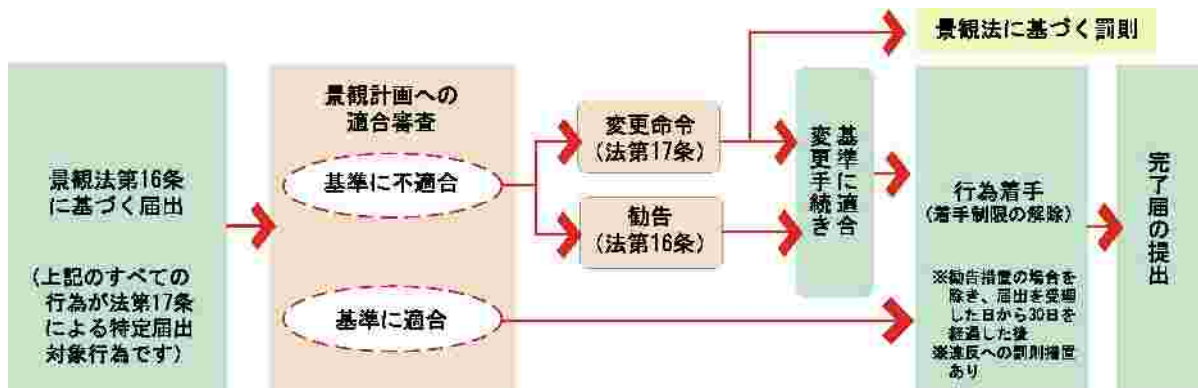 景観法第16条
に基づく届出
(上記のすべての
行為が法第17条
による特定届出
対象行為です)
景観計画への
適合審査
基準に不適合
基準に適合
変更命令
(法第17条)
勧告
(法第16条)
基準に適合
変更手続き
景観法に基づく罰則
行為着手
(着手制限の解除)
※勧告措置の場合を
除き、届出を受理
した日から30日を
経過した後
※違反への罰則措置
あり
完了届の提出